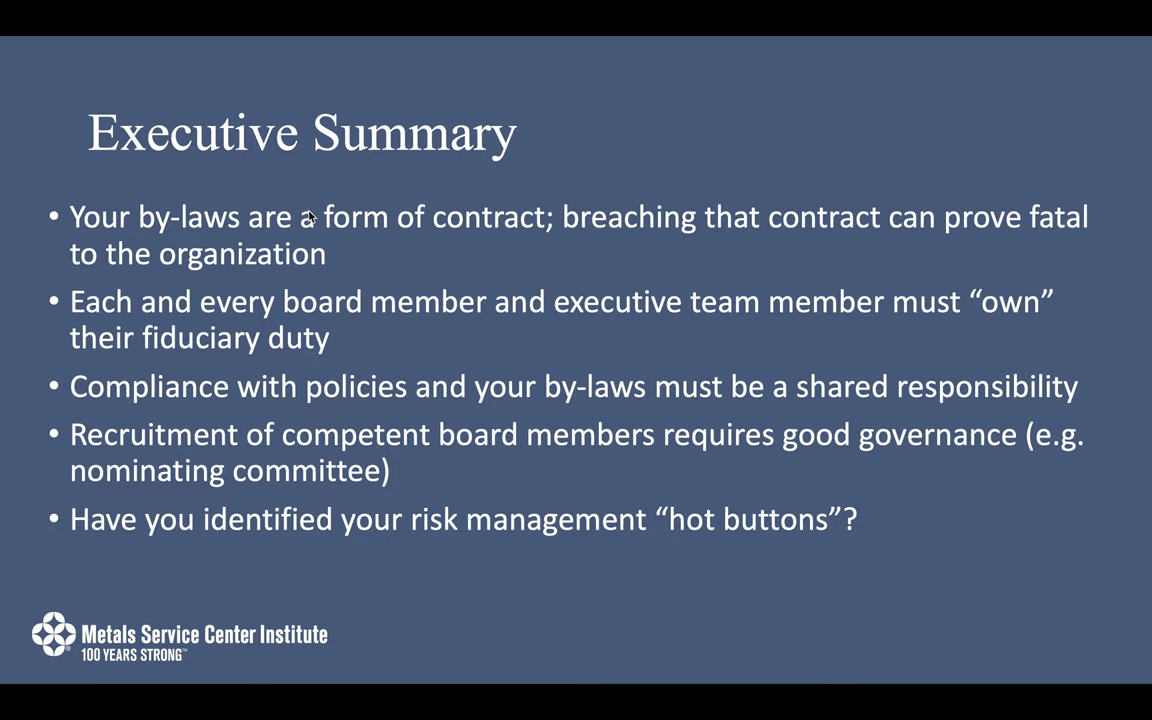 Executive Summary
• Your by-laws are a form of contract; breaching that contract can prove fatal
to the organization
• Each and every board member and executive team member must “own”
their fiduciary duty
• Compliance with policies and your by-laws must be a shared responsibility
• Recruitment of competent board members requires good governance (e.g.
nominating committee)
• Have you identified your risk management “hot buttons”?
Metals Service Center Institute
100 YEARS STRONG™